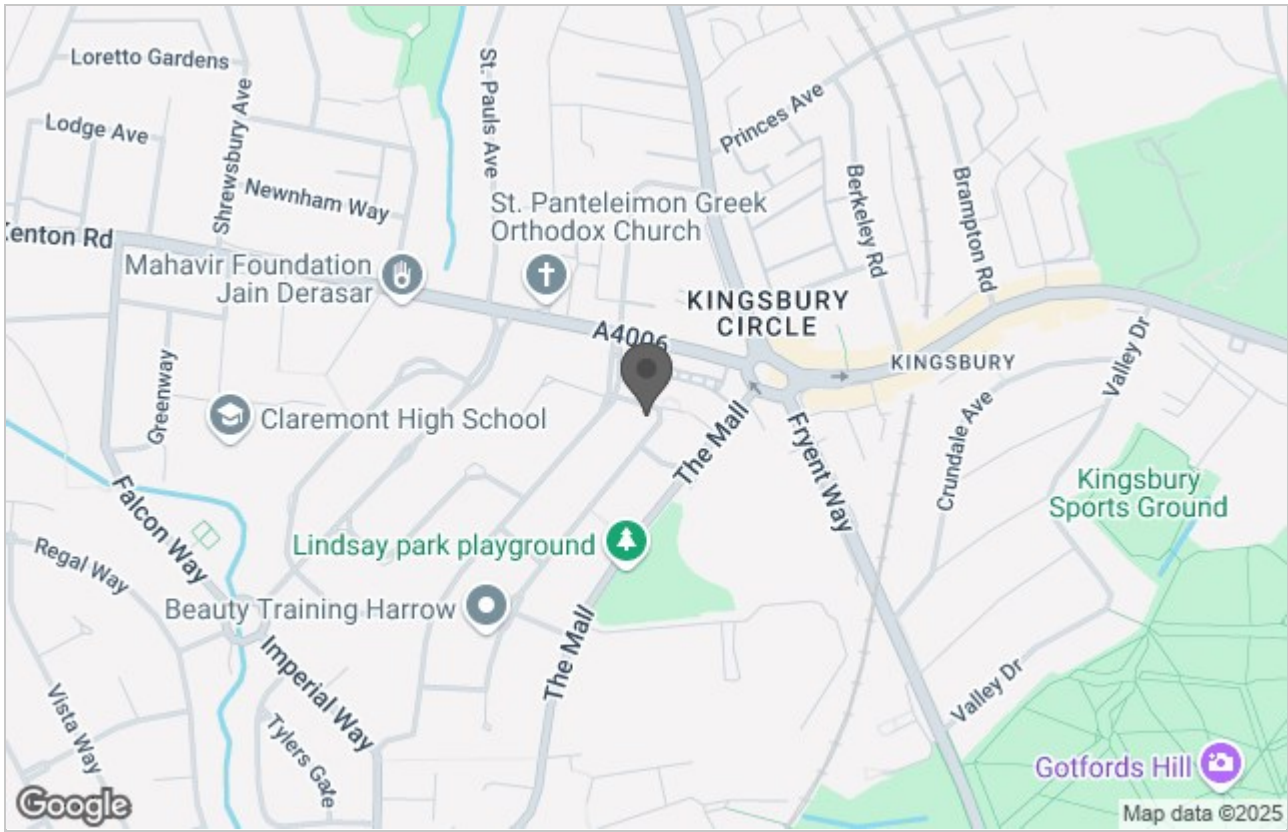 Loretto Gardens
Lodge Ave
Shrewsbury Ave
Newnham Way
St. Pauls Ave
Princes Ave
Berkeley Rd
Brampton Rd
St. Panteleimon Greek
Orthodox Church
Kenton Rd
Mahavir Foundation
Jain Derasar
KINGSBURY
CIRCLE
A4006
KINGSBURY
Valley Dr
Greenway
Claremont High School
The Mall
Fryent Way
Crundale Ave
Kingsbury
Sports Ground
Falcon Way
Regal Way
Lindsay park playground
Beauty Training Harrow
Imperial Way
The Mall
Vista Way
Tylers Gate
Valley Dr
Gotfords Hill
Google
Map data ©2025